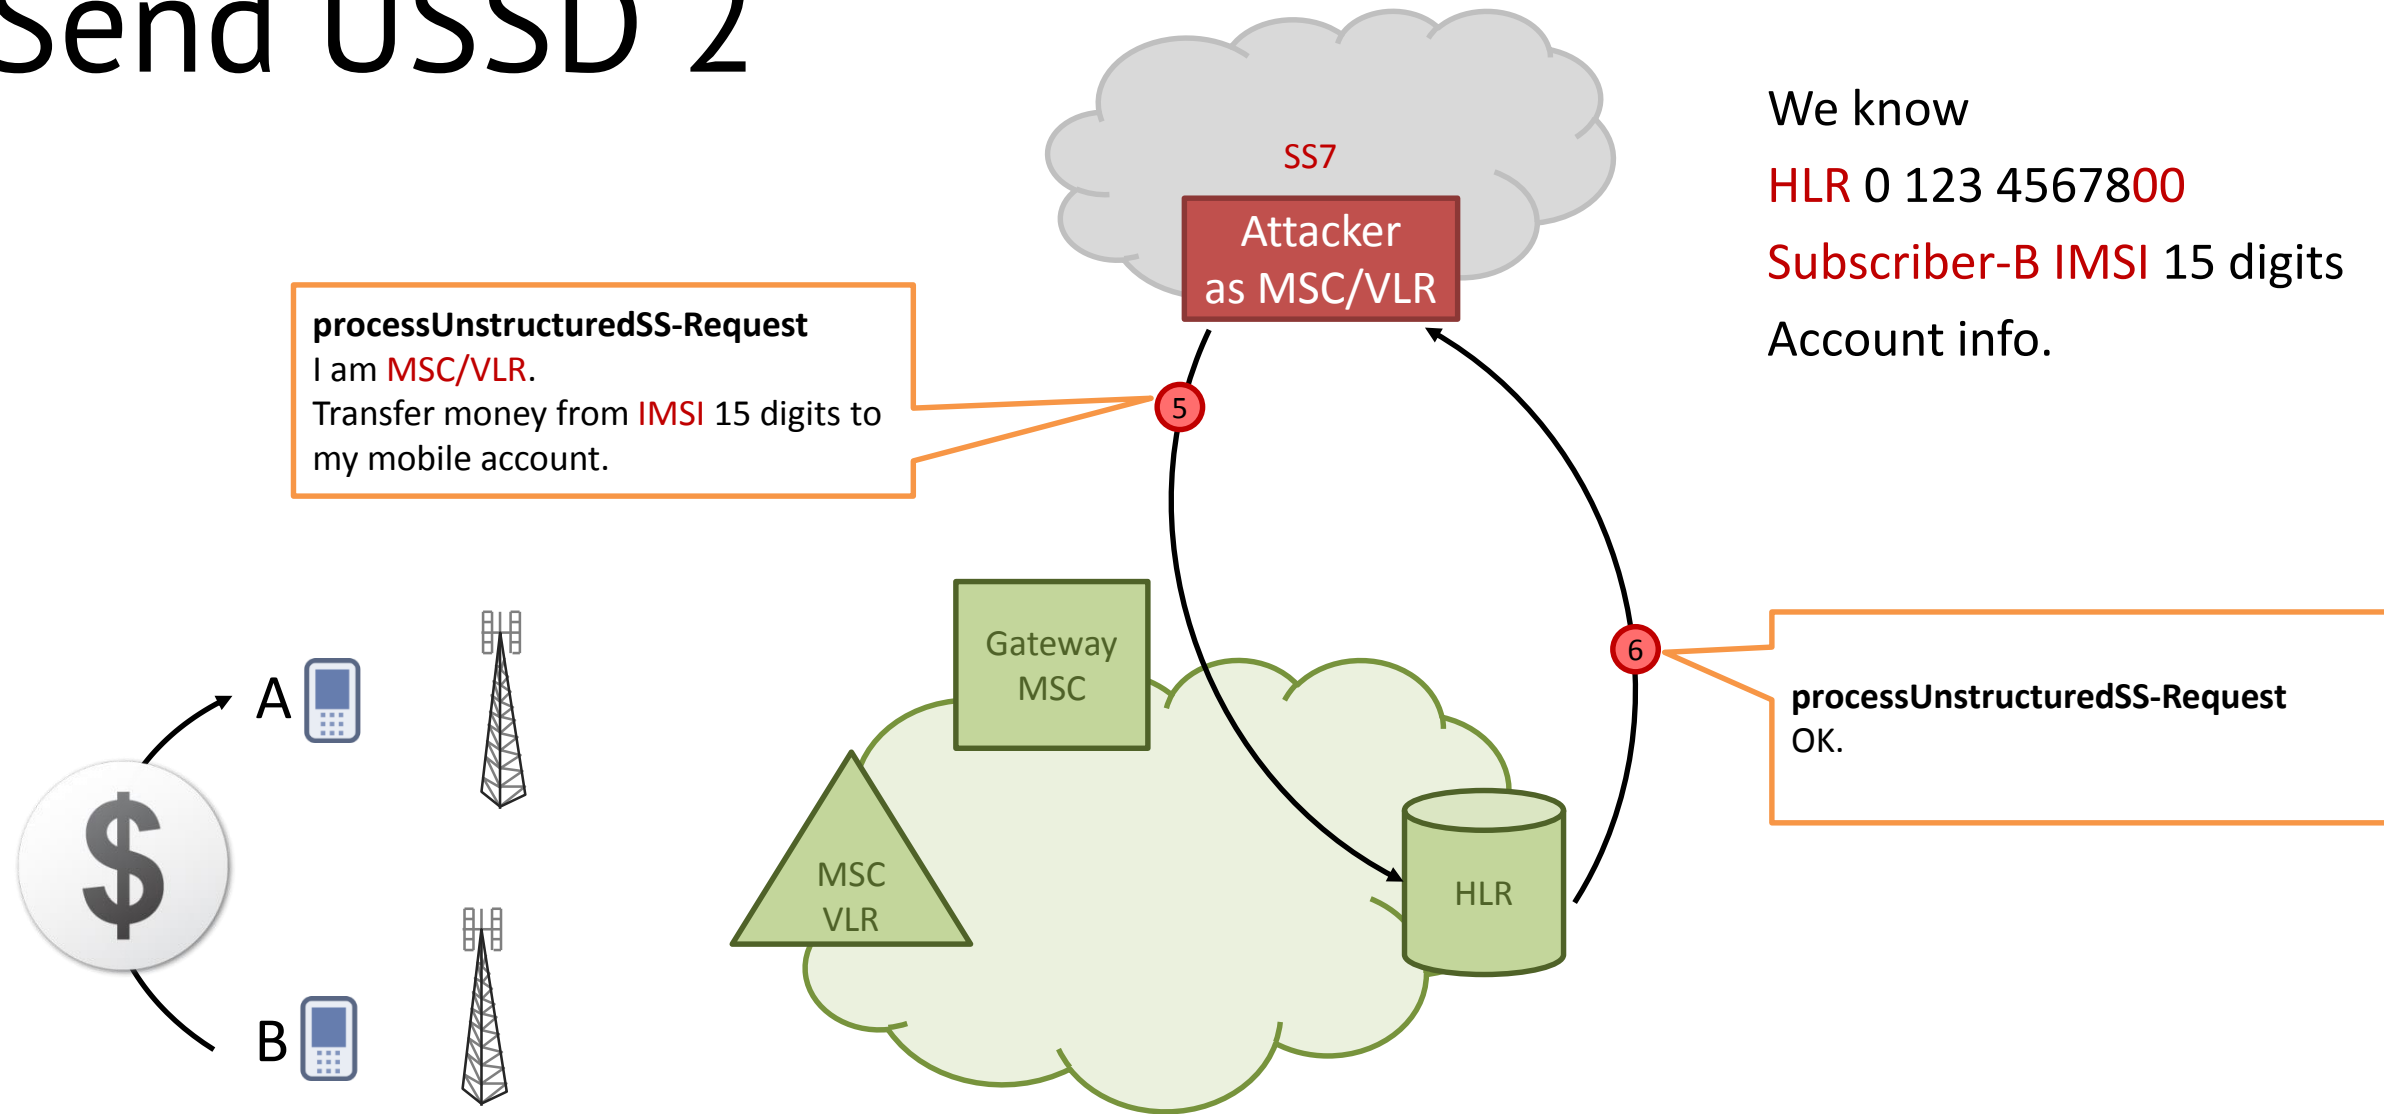 Send USSD 2
SS7
Attacker
as MSC/VLR
We know
HLR 0 123 4567800
Subscriber-B IMSI 15 digits
Account info.
processUnstructuredSS-Request
I am MSC/VLR.
Transfer money from IMSI 15 digits to
my mobile account.
5
Gateway
MSC
6
processUnstructuredSS-Request
OK.
A
$
MSC
VLR
HLR
B